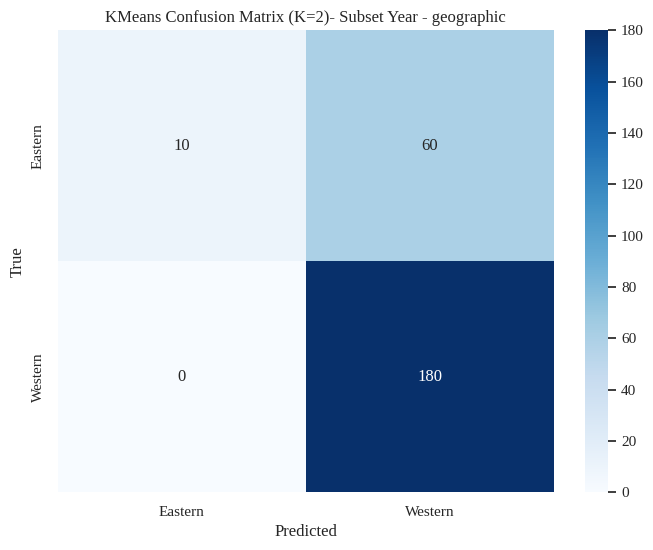 KMeans Confusion Matrix (K=2)- Subset Year - geographic
True
Eastern
Western
10
60
0
180
Eastern
Western
Predicted
180
160
140
120
100
80
60
40
20
0